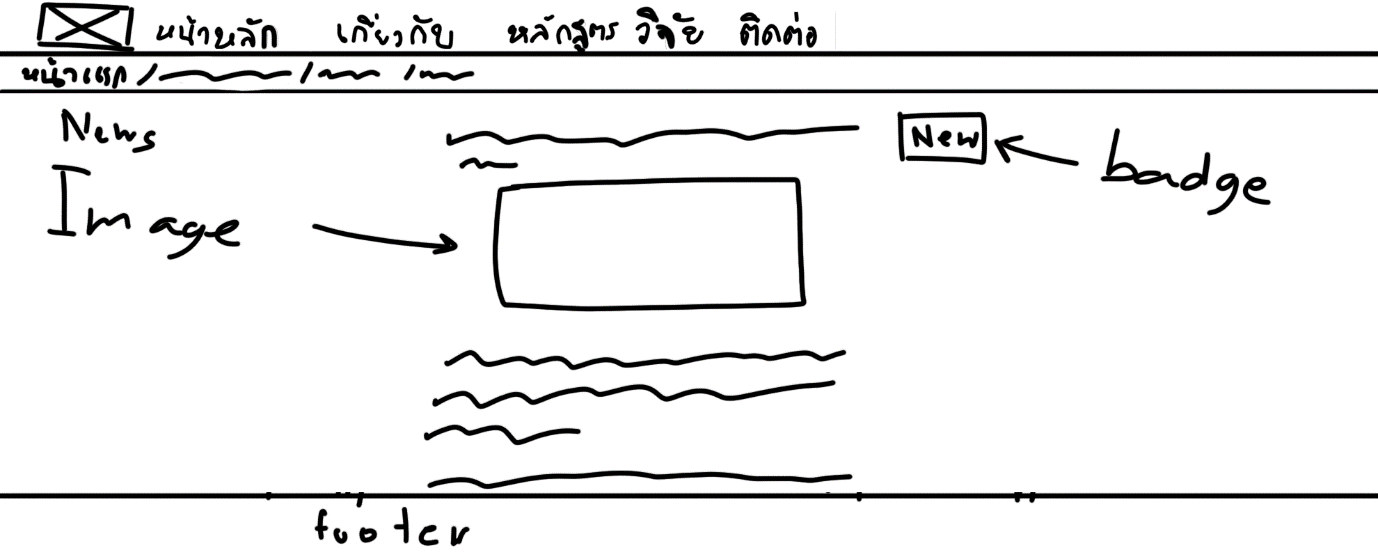 หน้าหลัก เกี่ยวกับ หลักสูตร วิจัย ติดต่อ
หน้าแรก / / /
News
New
badge
Image
footer